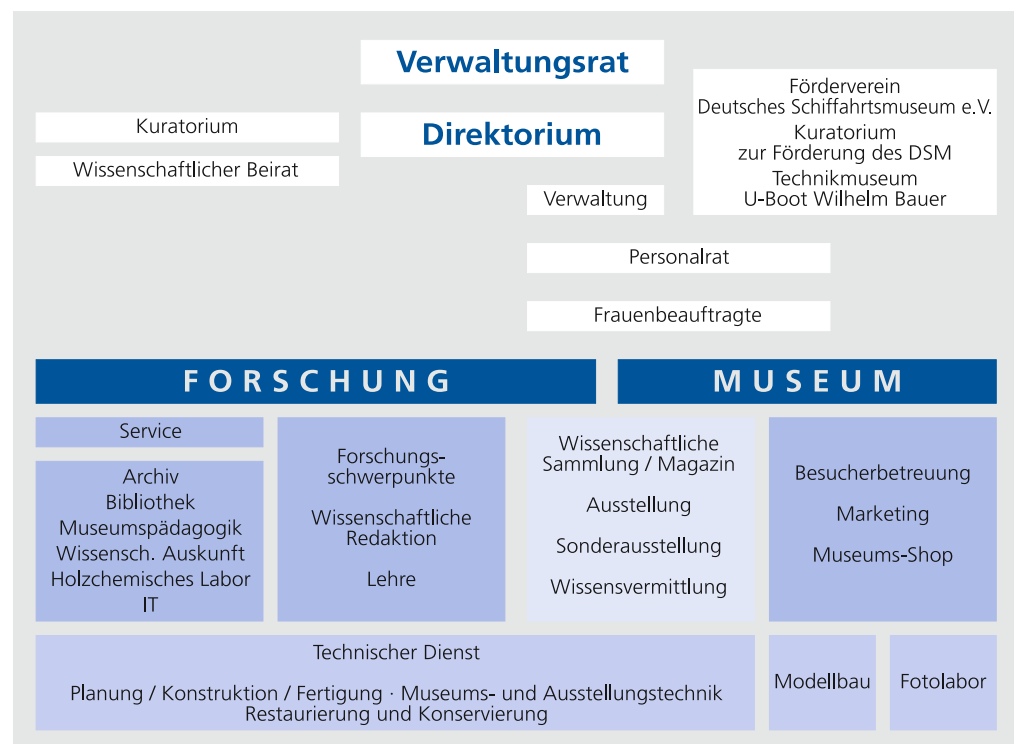 Verwaltungsrat
Direktorium
Kuratorium
Wissenschaftlicher Beirat
Förderverein
Deutsches Schiffahrtsmuseum e.V.
Kuratorium
zur Förderung des DSM
Technikmuseum
U-Boot Wilhelm Bauer
Verwaltung
Personalrat
Frauenbeauftragte
FORSCHUNG
MUSEUM
Service
Archiv
Bibliothek
Museumspädagogik
Wissensch. Auskunft
Holzchemisches Labor
IT
Forschungs-
schwerpunkte
Wissenschaftliche
Redaktion
Lehre
Wissenschaftliche
Sammlung / Magazin
Ausstellung
Sonderausstellung
Wissensvermittlung
Besucherbetreuung
Marketing
Museums-Shop
Technischer Dienst
Planung / Konstruktion / Fertigung · Museums- und Ausstellungstechnik
Restaurierung und Konservierung
Modellbau
Fotolabor